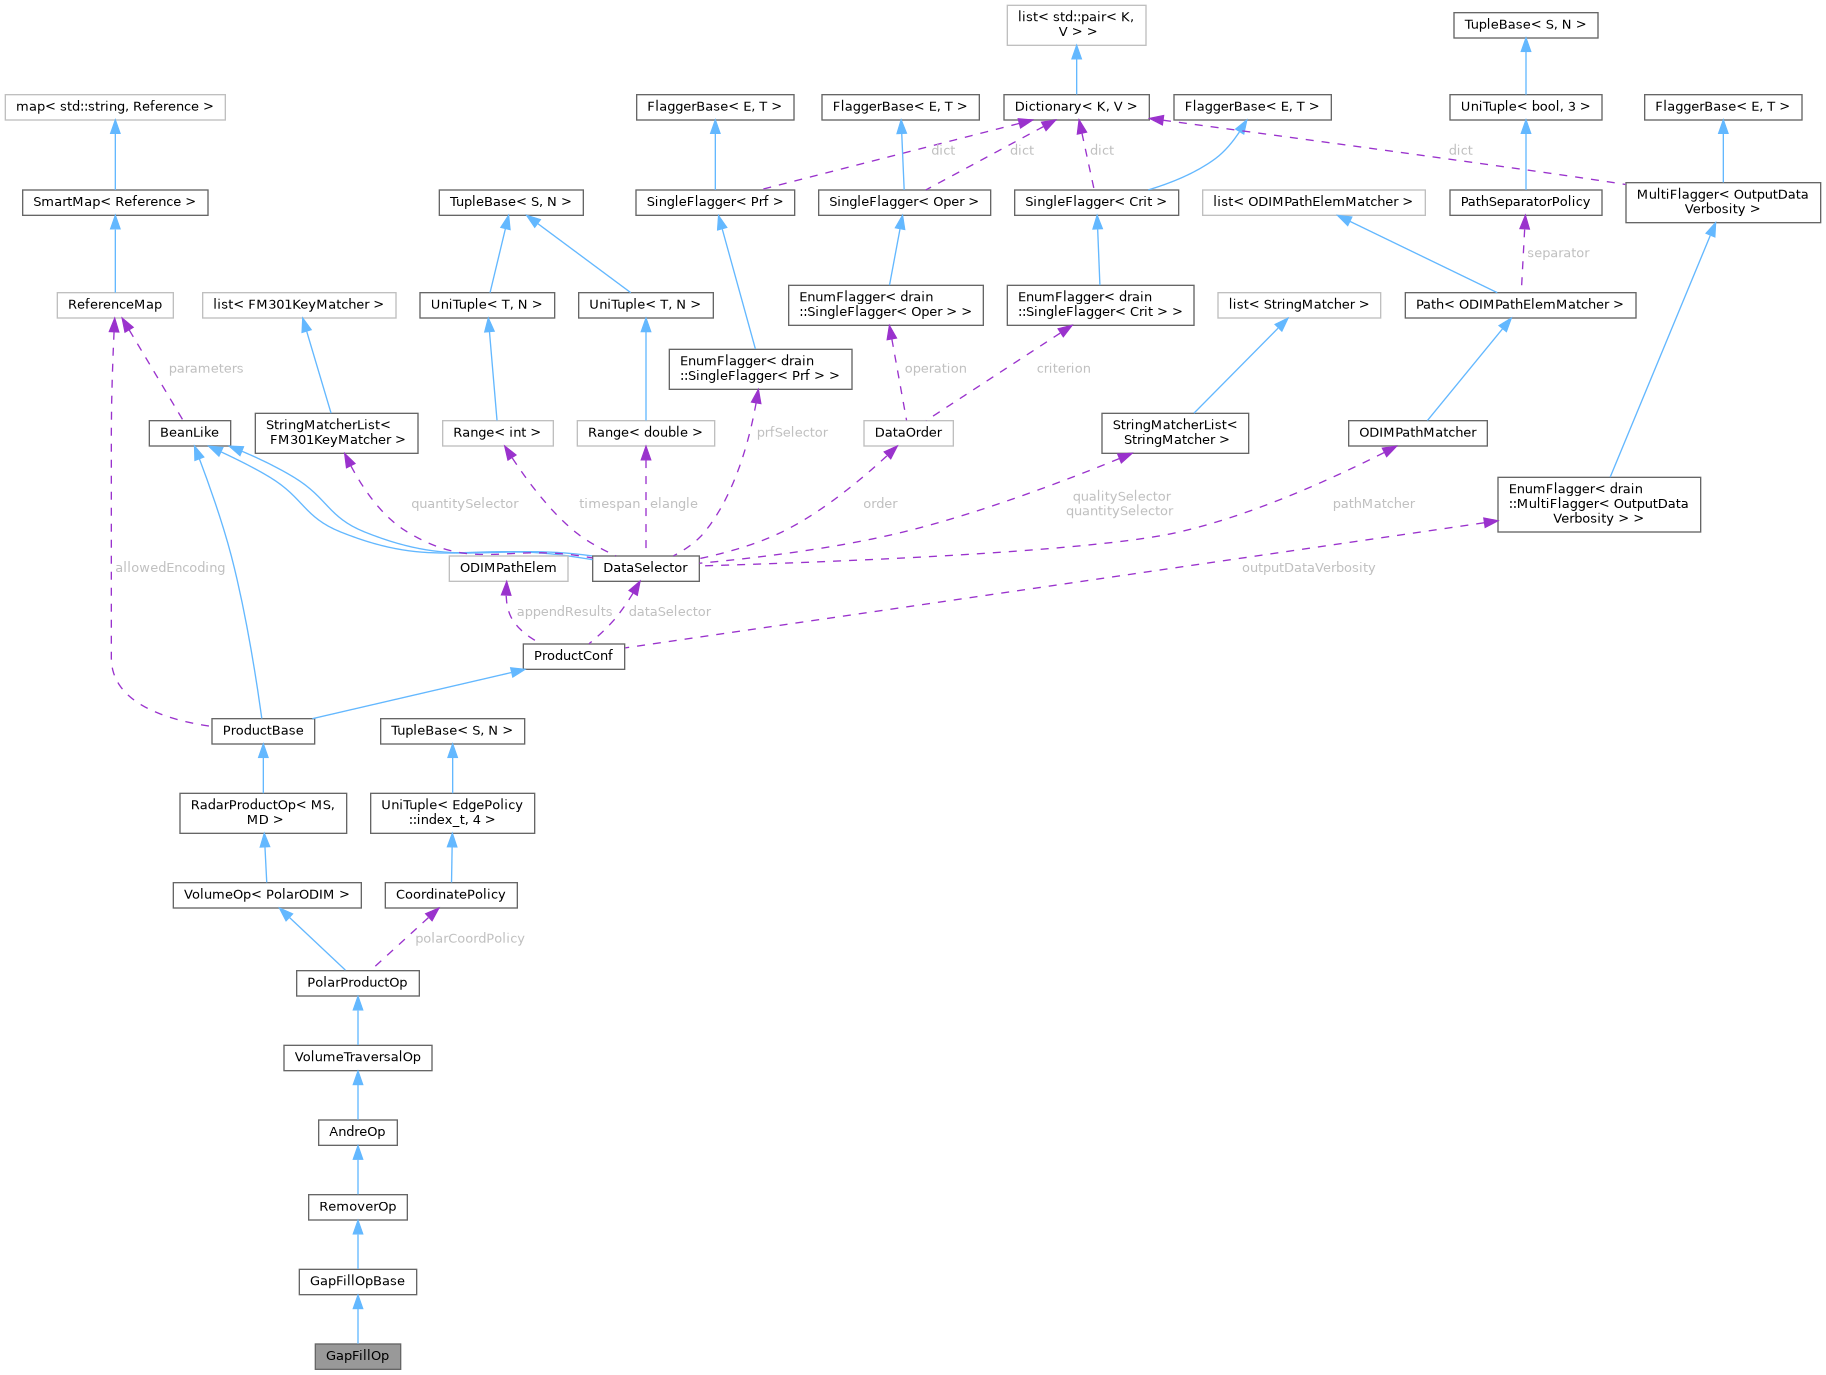 list< std::pair< K,
V > >
TupleBase< S, N >
map< std::string, Reference >
FlaggerBase< E, T >
FlaggerBase< E, T >
Dictionary< K, V >
FlaggerBase< E, T >
UniTuple< bool, 3 >
FlaggerBase< E, T >
dict
dict
dict
dict
SmartMap< Reference >
TupleBase< S, N >
SingleFlagger< Prf >
SingleFlagger< Oper >
SingleFlagger< Crit >
list< ODIMPathElemMatcher >
PathSeparatorPolicy
MultiFlagger< OutputData
Verbosity >
separator
ReferenceMap
list< FM301KeyMatcher >
UniTuple< T, N >
UniTuple< T, N >
EnumFlagger< drain
::SingleFlagger< Oper > >
EnumFlagger< drain
::SingleFlagger< Crit > >
list< StringMatcher >
Path< ODIMPathElemMatcher >
parameters
EnumFlagger< drain
::SingleFlagger< Prf > >
operation
criterion
BeanLike
StringMatcherList<
FM301KeyMatcher >
Range< int >
Range< double >
prfSelector
DataOrder
StringMatcherList<
StringMatcher >
ODIMPathMatcher
quantitySelector
timespan
elangle
order
qualitySelector
quantitySelector
pathMatcher
EnumFlagger< drain
::MultiFlagger< OutputData
Verbosity > >
allowedEncoding
ODIMPathElem
DataSelector
outputDataVerbosity
appendResults
dataSelector
ProductConf
ProductBase
TupleBase< S, N >
RadarProductOp< MS,
MD >
UniTuple< EdgePolicy
::index_t, 4 >
VolumeOp< PolarODIM >
CoordinatePolicy
polarCoordPolicy
PolarProductOp
VolumeTraversalOp
AndreOp
RemoverOp
GapFillOpBase
GapFillOp